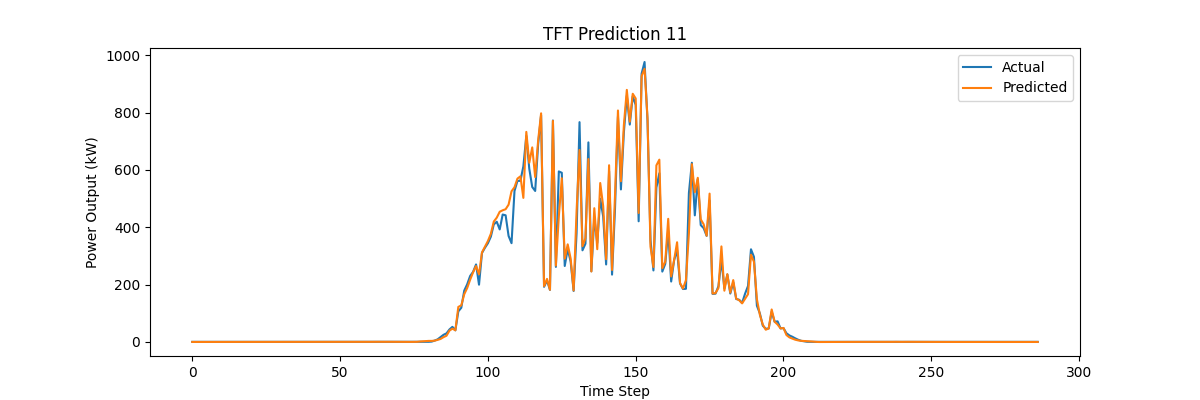 TFT Prediction 11
Actual
Predicted
Power Output (kW)
1000
800
600
400
200
0
0 50 100 150 200 250 300
Time Step